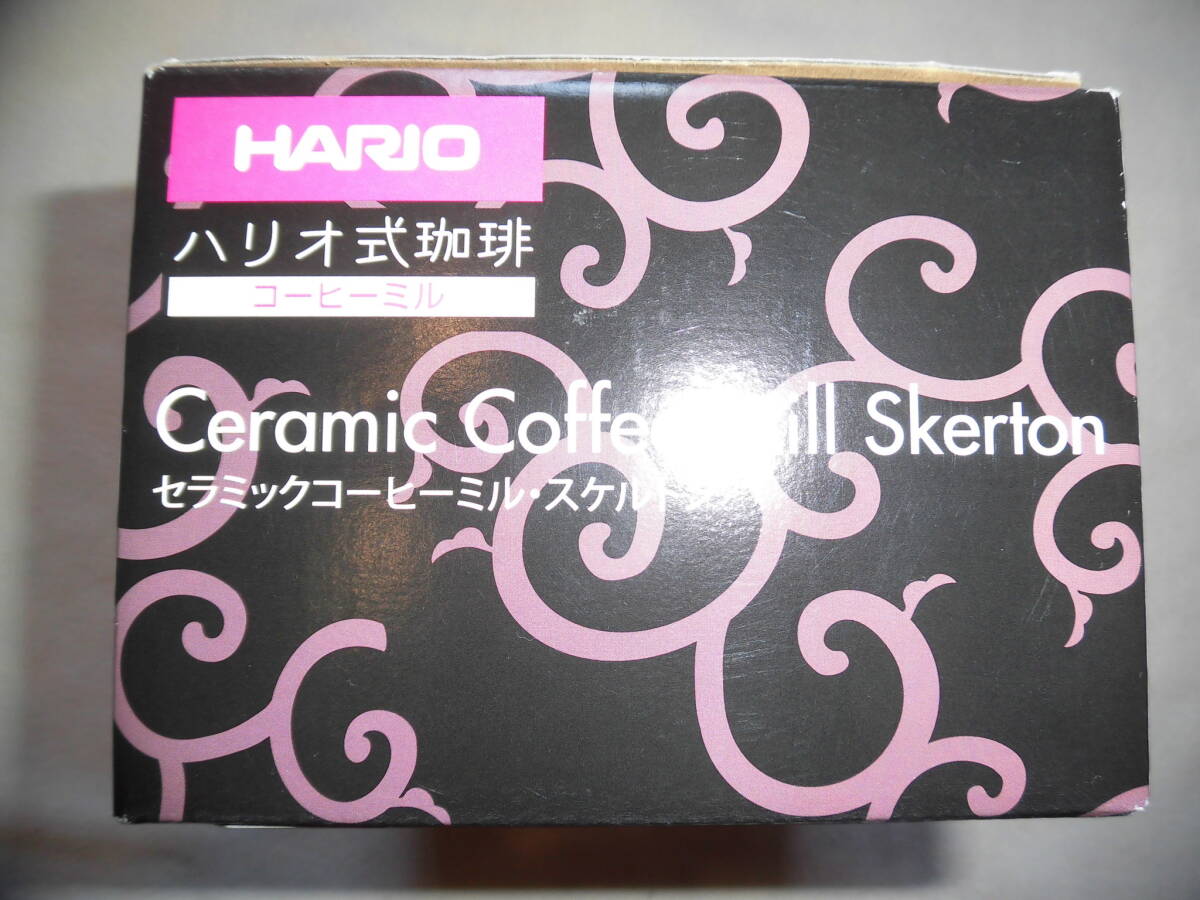 HARIO
ハリオ式珈琲
コーヒーミル
Ceramic Coffee Mill Skerton
セラミックコーヒーミル・スケルトン